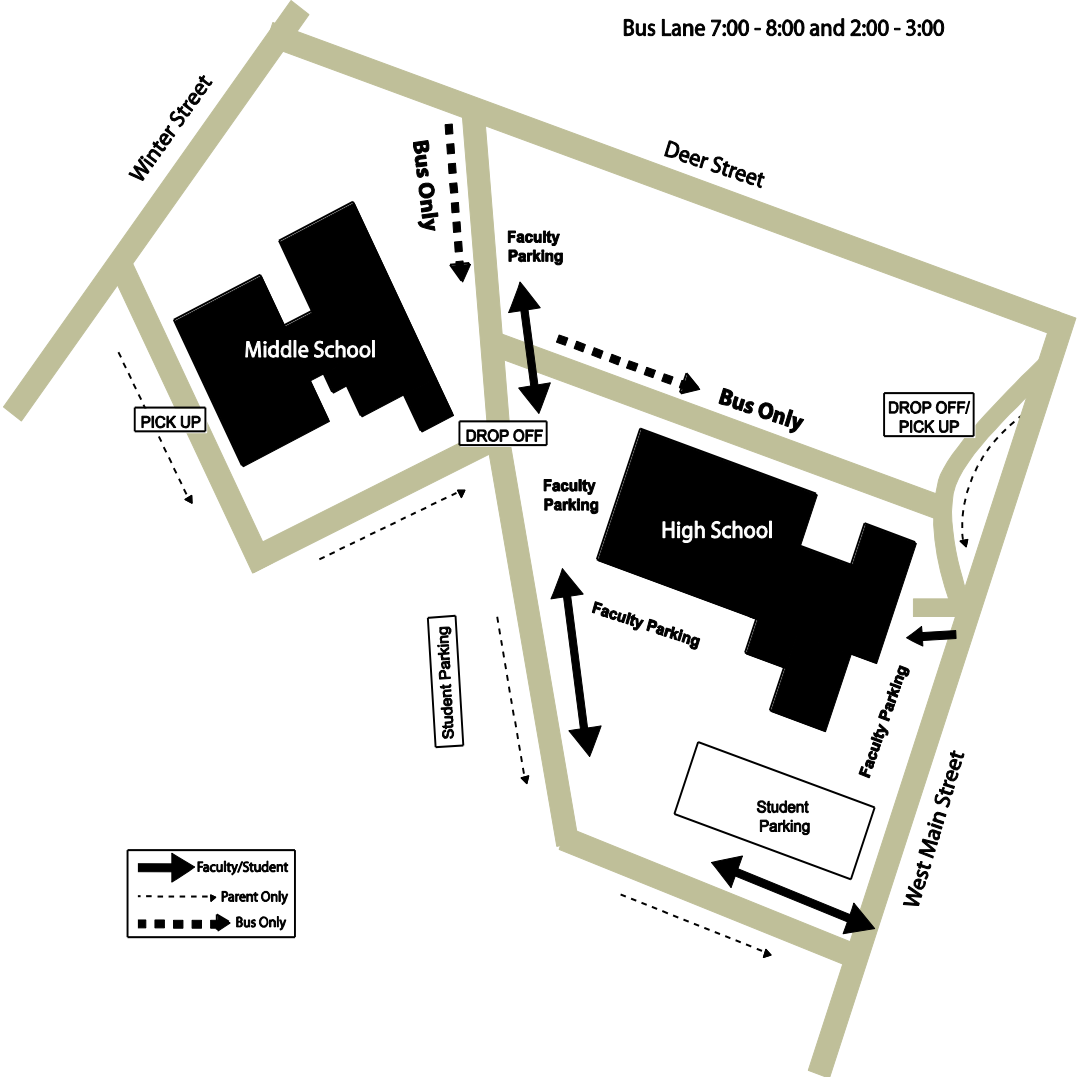 Bus Lane 7:00 - 8:00 and 2:00 - 3:00
Winter Street
Deer Street
Bus Only
Faculty
Parking
Middle School
PICK UP
DROP OFF
Bus Only
DROP OFF/
PICK UP
Faculty
Parking
High School
Faculty Parking
Student Parking
Faculty Parking
Student
Parking
West Main Street
Faculty/Student
Parent Only
Bus Only